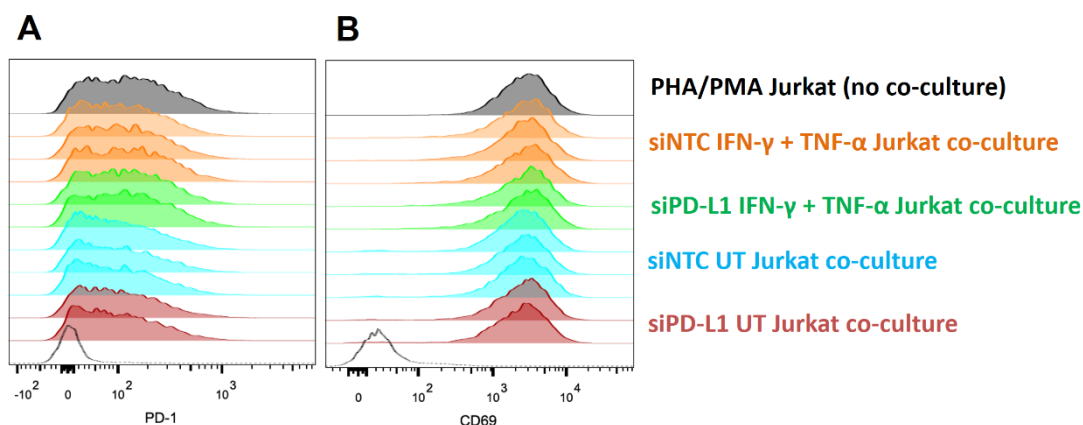 A
B
PHA/PMA Jurkat (no co-culture)
siNTC IFN-γ + TNF-α Jurkat co-culture
siPD-L1 IFN-γ + TNF-α Jurkat co-culture
siNTC UT Jurkat co-culture
siPD-L1 UT Jurkat co-culture
-10² 0 10² 10³
0 10² 10³ 10⁴
PD-1
CD69